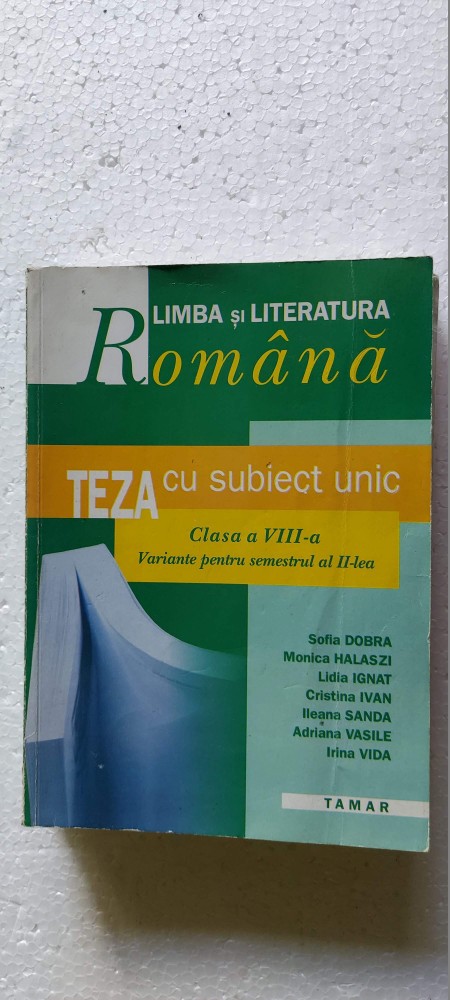 LIMBA și LITERATURA
Română
TEZA cu subiect unic
Clasa a VIII-a
Variante pentru semestrul al II-lea
Sofia DOBRA
Monica HALASZI
Lidia IGNAT
Cristina IVAN
Ileana SANDA
Adriana VASILE
Irina VIDA
TAMAR